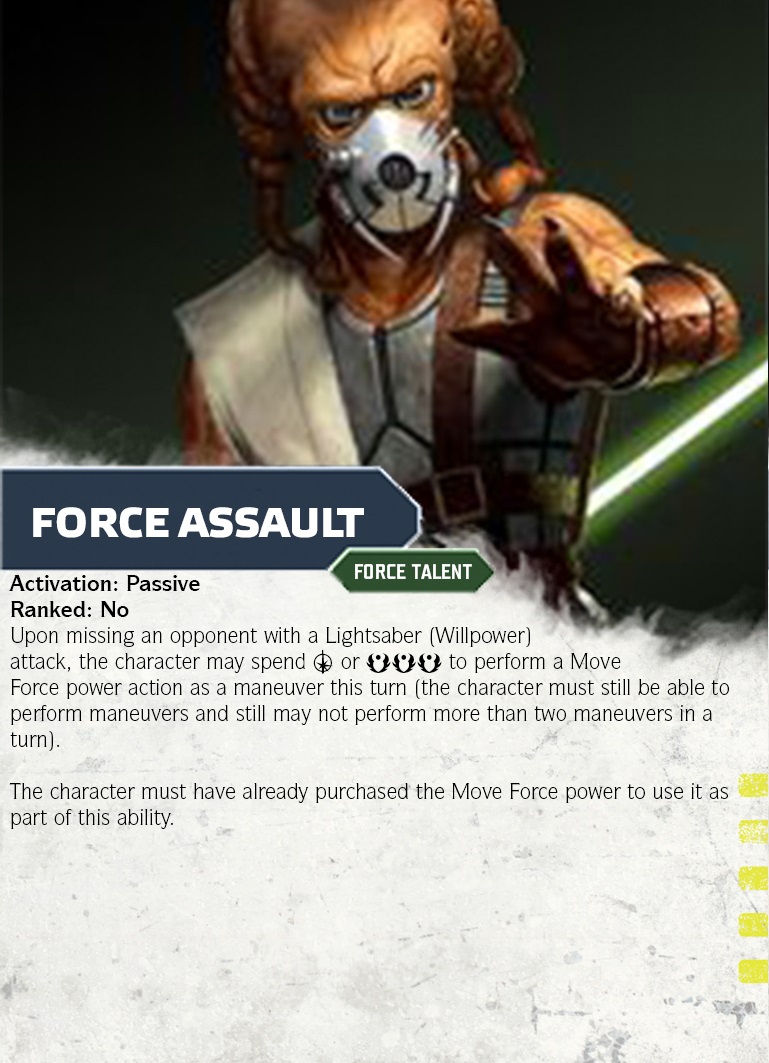 FORCE ASSAULT
FORCE TALENT
Activation: Passive
Ranked: No
Upon missing an opponent with a Lightsaber (Willpower)
attack, the character may spend or to perform a Move
Force power action as a maneuver this turn (the character must still be able to
perform maneuvers and still may not perform more than two maneuvers in a
turn).
The character must have already purchased the Move Force power to use it as
part of this ability.